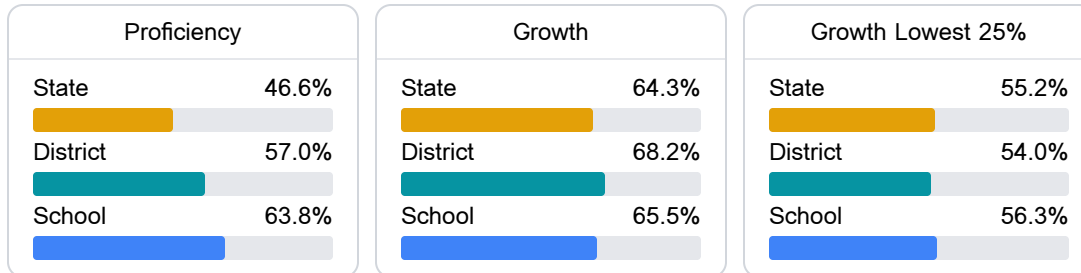 Proficiency
State 46.6%
District 57.0%
School 63.8%
Growth
State 64.3%
District 68.2%
School 65.5%
Growth Lowest 25%
State 55.2%
District 54.0%
School 56.3%